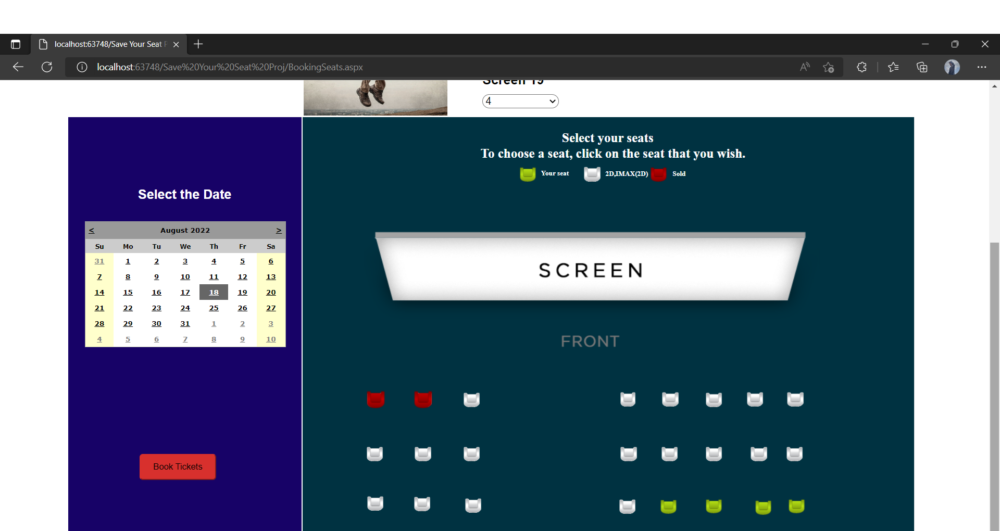 localhost:63748/Save Your Seat P
localhost:63748/Save%20Your%20Seat%20Proj/BookingSeats.aspx
Screen 19
4
Select your seats
To choose a seat, click on the seat that you wish.
Your seat 2D,IMAX(2D) Sold
Select the Date
< August 2022 >
Su Mo Tu We Th Fr Sa
31 1 2 3 4 5 6
7 8 9 10 11 12 13
14 15 16 17 18 19 20
21 22 23 24 25 26 27
28 29 30 31 1 2 3
4 5 6 7 8 9 10
SCREEN
FRONT
Book Tickets